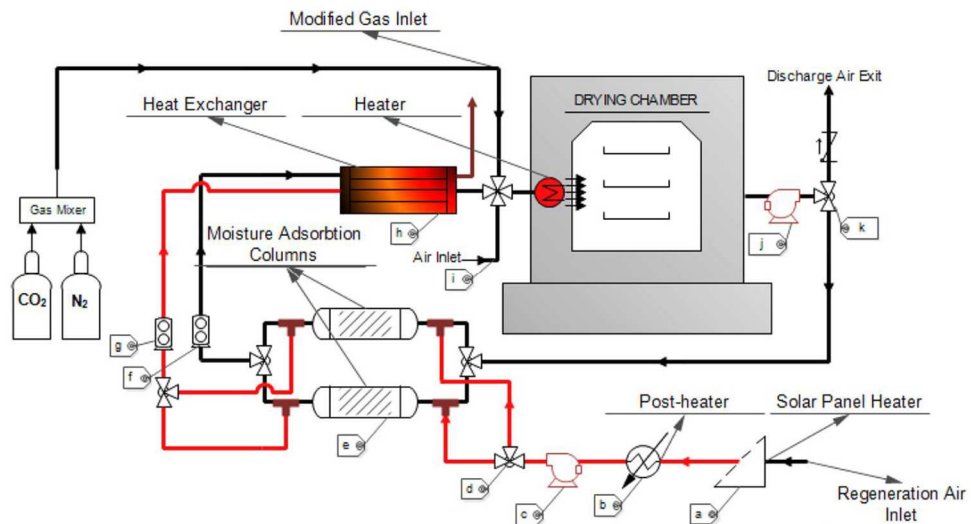 Modified Gas Inlet
Discharge Air Exit
Heat Exchanger
Heater
DRYING CHAMBER
Gas Mixer
h
j
k
Moisture Adsorbtion
Columns
Air Inlet
i
CO2
N2
g
f
e
Post-heater
Solar Panel
Heater
d
c
b
a
Regeneration Air
Inlet